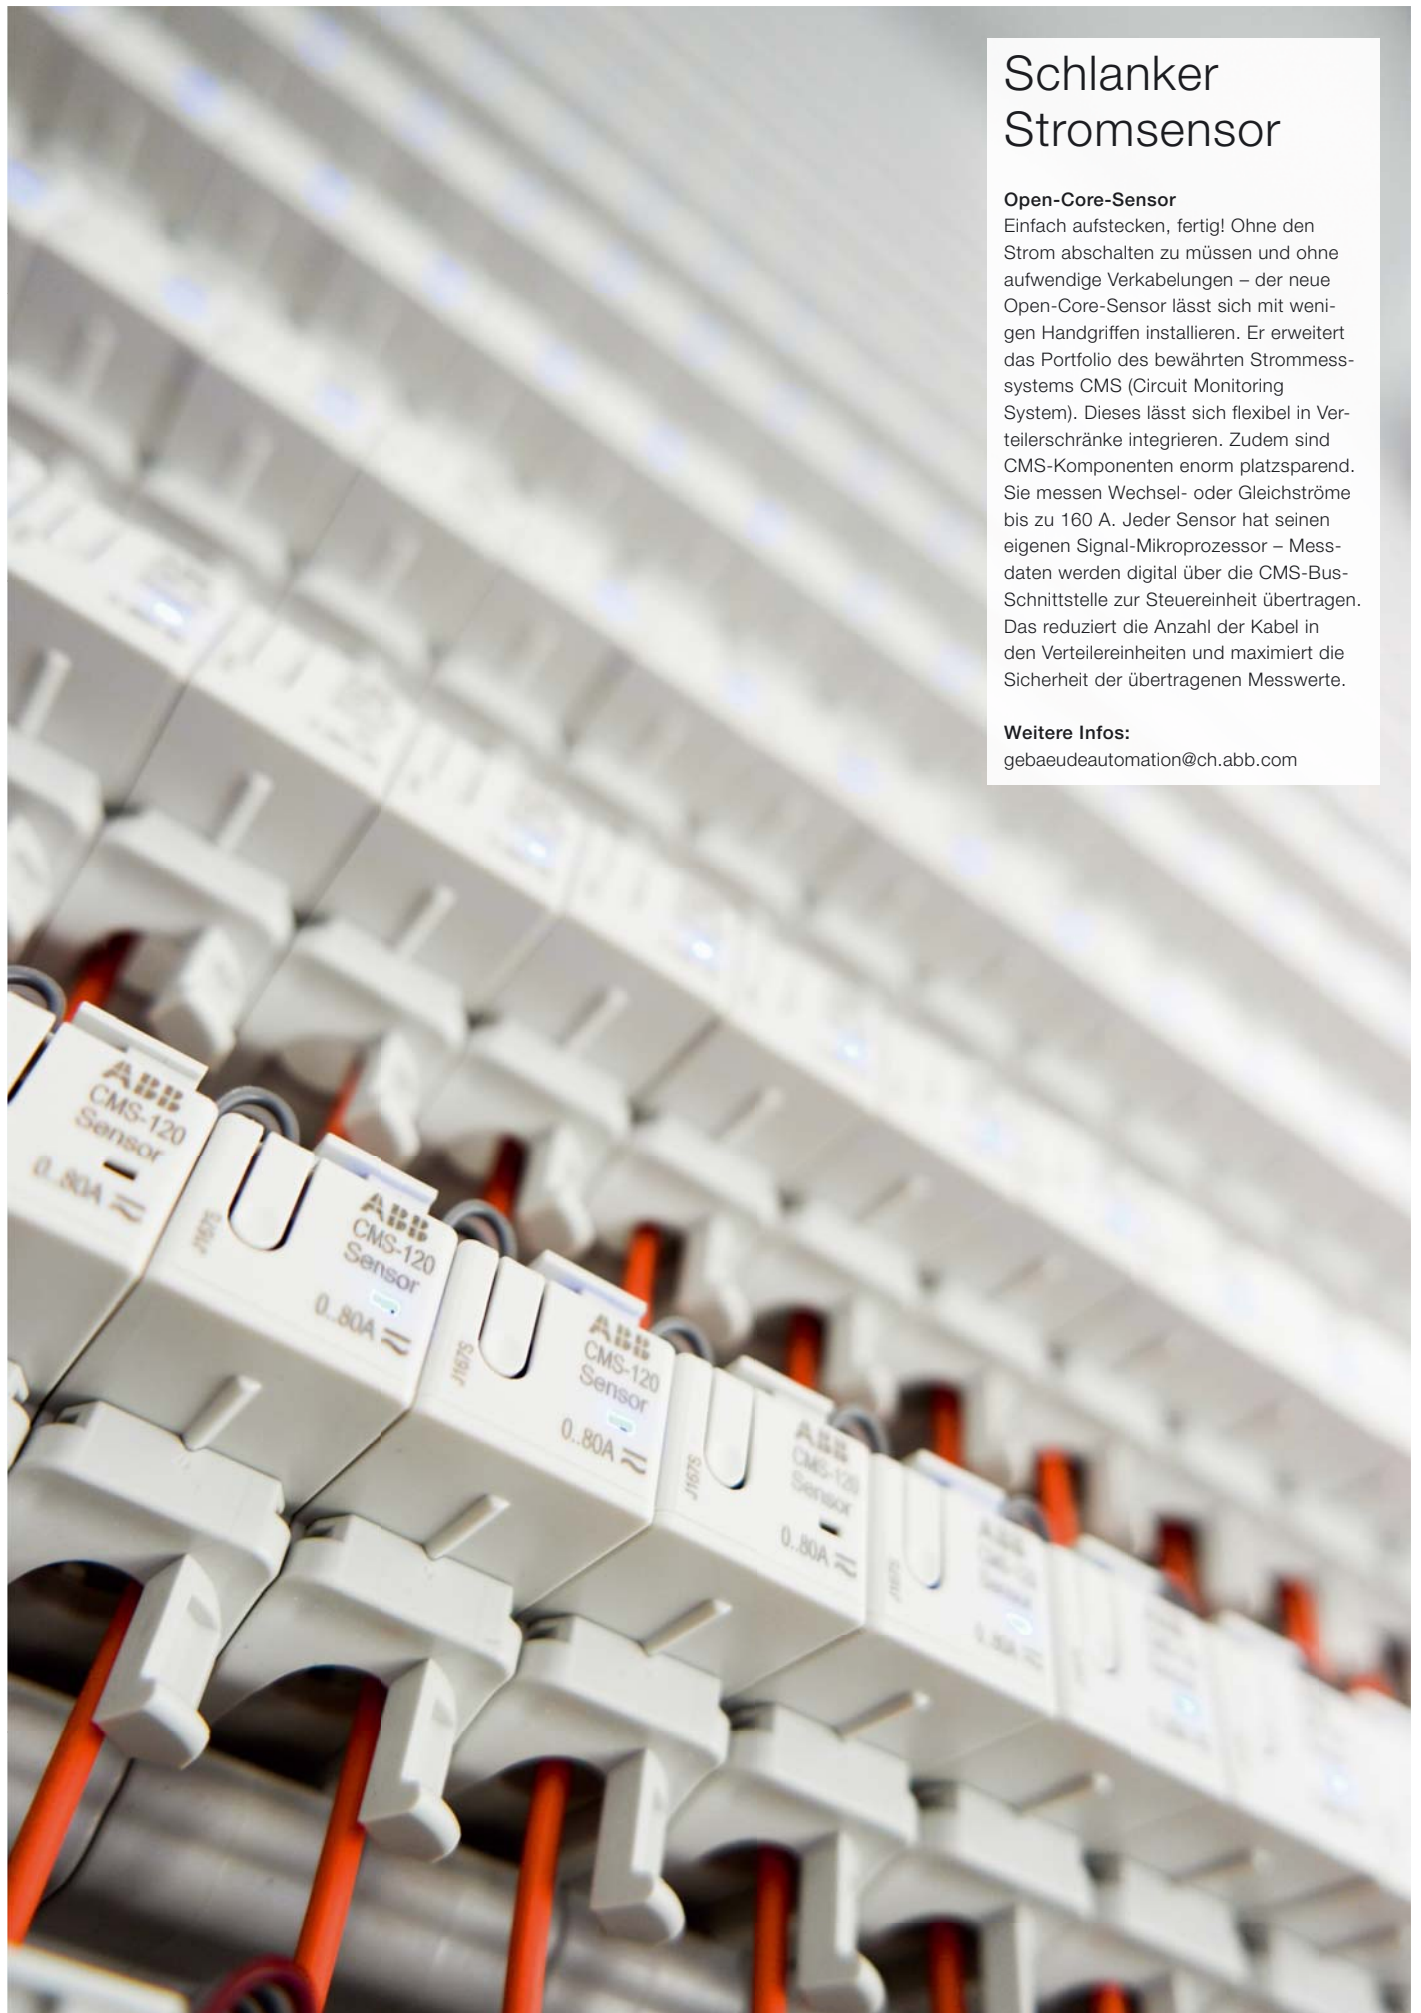 Schlanker
Stromsensor
Open-Core-Sensor
Einfach aufstecken, fertig! Ohne den
Strom abschalten zu müssen und ohne
aufwendige Verkabelungen – der neue
Open-Core-Sensor lässt sich mit weni-
gen Handgriffen installieren. Er erweitert
das Portfolio des bewährten Strommess-
systems CMS (Circuit Monitoring
System). Dieses lässt sich flexibel in Ver-
teilerschränke integrieren. Zudem sind
CMS-Komponenten enorm platzsparend.
Sie messen Wechsel- oder Gleichströme
bis zu 160 A. Jeder Sensor hat seinen
eigenen Signal-Mikroprozessor – Mess-
daten werden digital über die CMS-Bus-
Schnittstelle zur Steuereinheit übertragen.
Das reduziert die Anzahl der Kabel in
den Verteilereinheiten und maximiert die
Sicherheit der übertragenen Messwerte.
Weitere Infos:
gebaeudeautomation@ch.abb.com
ABB
CMS-120
Sensor
0..80A
J167S
ABB
CMS-120
Sensor
0..80A
J167S
ABB
CMS-120
Sensor
0..80A
J167S
ABB
CMS-120
Sensor
0..80A
J167S
ABB
Sensor